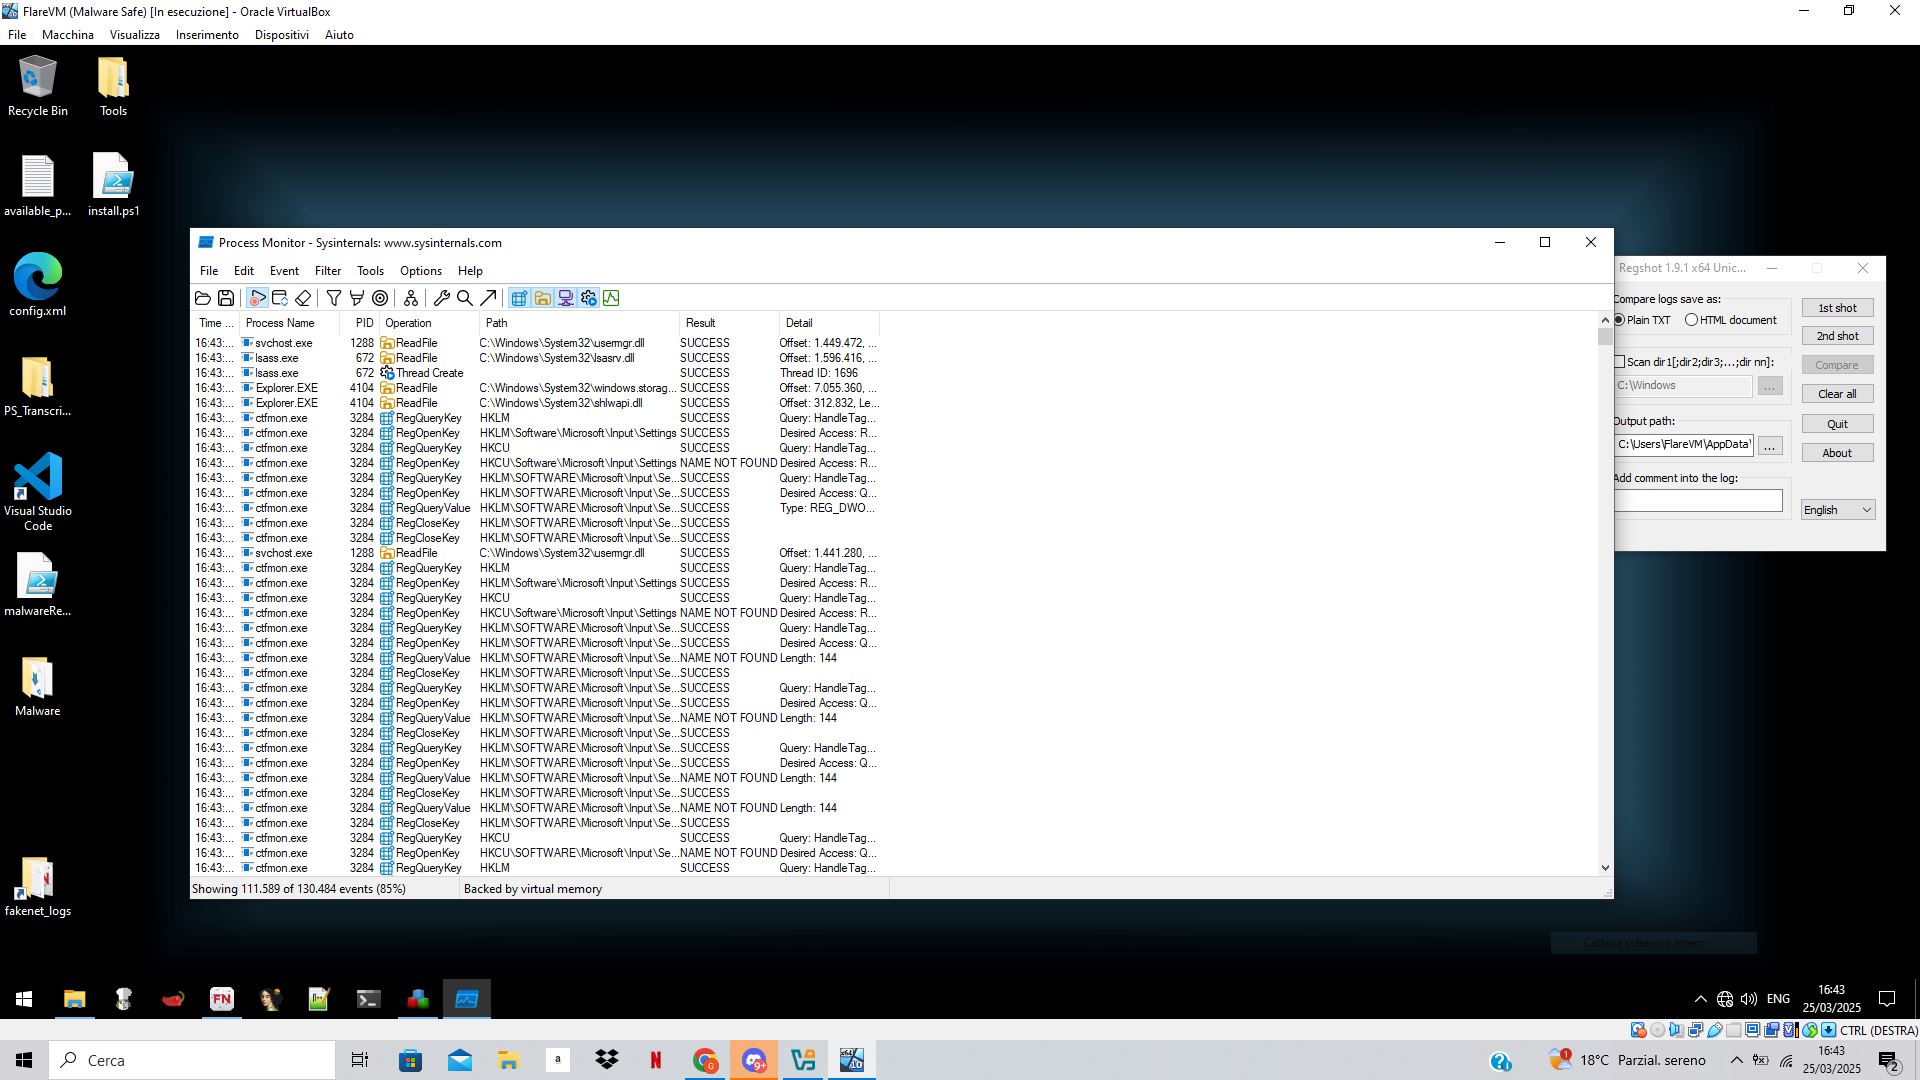 FlareVM (Malware Safe) [In esecuzione] - Oracle VirtualBox
File Macchina Visualizza Inserimento Dispositivi Aiuto
Recycle Bin
Tools
available_p...
install.ps1
config.xml
PS_Transcri...
Visual Studio
Code
malwareRe...
Malware
fakenet_logs
Process Monitor - Sysinternals: www.sysinternals.com
File Edit Event Filter Tools Options Help
Time ... Process Name PID Operation Path Result Detail
16:43:... svchost.exe 1288 ReadFile C:\Windows\System32\usermgr.dll SUCCESS Offset: 1.449.472, ...
16:43:... lsass.exe 672 ReadFile C:\Windows\System32\lsasrv.dll SUCCESS Offset: 1.596.416, ...
16:43:... lsass.exe 672 Thread Create SUCCESS Thread ID: 1696
16:43:... Explorer.EXE 4104 ReadFile C:\Windows\System32\windows.storag... SUCCESS Offset: 7.055.360, ...
16:43:... Explorer.EXE 4104 ReadFile C:\Windows\System32\shlwapi.dll SUCCESS Offset: 312.832, Le...
16:43:... ctfmon.exe 3284 RegQueryKey HKLM SUCCESS Query: HandleTag...
16:43:... ctfmon.exe 3284 RegOpenKey HKLM\Software\Microsoft\Input\Settings SUCCESS Desired Access: R...
16:43:... ctfmon.exe 3284 RegQueryKey HKCU SUCCESS Query: HandleTag...
16:43:... ctfmon.exe 3284 RegOpenKey HKCU\Software\Microsoft\Input\Settings NAME NOT FOUND Desired Access: R...
16:43:... ctfmon.exe 3284 RegQueryKey HKLM\SOFTWARE\Microsoft\Input\Se... SUCCESS Query: HandleTag...
16:43:... ctfmon.exe 3284 RegOpenKey HKLM\SOFTWARE\Microsoft\Input\Se... SUCCESS Desired Access: Q...
16:43:... ctfmon.exe 3284 RegQueryValue HKLM\SOFTWARE\Microsoft\Input\Se... SUCCESS Type: REG_DWO...
16:43:... ctfmon.exe 3284 RegCloseKey HKLM\SOFTWARE\Microsoft\Input\Se... SUCCESS
16:43:... ctfmon.exe 3284 RegCloseKey HKLM\SOFTWARE\Microsoft\Input\Se... SUCCESS
16:43:... svchost.exe 1288 ReadFile C:\Windows\System32\usermgr.dll SUCCESS Offset: 1.441.280, ...
16:43:... ctfmon.exe 3284 RegQueryKey HKLM SUCCESS Query: HandleTag...
16:43:... ctfmon.exe 3284 RegOpenKey HKLM\Software\Microsoft\Input\Settings SUCCESS Desired Access: R...
16:43:... ctfmon.exe 3284 RegQueryKey HKCU SUCCESS Query: HandleTag...
16:43:... ctfmon.exe 3284 RegOpenKey HKCU\Software\Microsoft\Input\Settings NAME NOT FOUND Desired Access: R...
16:43:... ctfmon.exe 3284 RegQueryKey HKLM\SOFTWARE\Microsoft\Input\Se... SUCCESS Query: HandleTag...
16:43:... ctfmon.exe 3284 RegOpenKey HKLM\SOFTWARE\Microsoft\Input\Se... SUCCESS Desired Access: Q...
16:43:... ctfmon.exe 3284 RegQueryValue HKLM\SOFTWARE\Microsoft\Input\Se... NAME NOT FOUND Length: 144
16:43:... ctfmon.exe 3284 RegCloseKey HKLM\SOFTWARE\Microsoft\Input\Se... SUCCESS
16:43:... ctfmon.exe 3284 RegQueryKey HKLM\SOFTWARE\Microsoft\Input\Se... SUCCESS Query: HandleTag...
16:43:... ctfmon.exe 3284 RegOpenKey HKLM\SOFTWARE\Microsoft\Input\Se... SUCCESS Desired Access: Q...
16:43:... ctfmon.exe 3284 RegQueryValue HKLM\SOFTWARE\Microsoft\Input\Se... NAME NOT FOUND Length: 144
16:43:... ctfmon.exe 3284 RegCloseKey HKLM\SOFTWARE\Microsoft\Input\Se... SUCCESS
16:43:... ctfmon.exe 3284 RegQueryKey HKLM\SOFTWARE\Microsoft\Input\Se... SUCCESS Query: HandleTag...
16:43:... ctfmon.exe 3284 RegOpenKey HKLM\SOFTWARE\Microsoft\Input\Se... SUCCESS Desired Access: Q...
16:43:... ctfmon.exe 3284 RegQueryValue HKLM\SOFTWARE\Microsoft\Input\Se... NAME NOT FOUND Length: 144
16:43:... ctfmon.exe 3284 RegCloseKey HKLM\SOFTWARE\Microsoft\Input\Se... SUCCESS
16:43:... ctfmon.exe 3284 RegQueryValue HKLM\SOFTWARE\Microsoft\Input\Se... NAME NOT FOUND Length: 144
16:43:... ctfmon.exe 3284 RegCloseKey HKLM\SOFTWARE\Microsoft\Input\Se... SUCCESS
16:43:... ctfmon.exe 3284 RegQueryKey HKCU SUCCESS Query: HandleTag...
16:43:... ctfmon.exe 3284 RegOpenKey HKCU\SOFTWARE\Microsoft\Input\Se... NAME NOT FOUND Desired Access: Q...
16:43:... ctfmon.exe 3284 RegQueryKey HKLM SUCCESS Query: HandleTag...
Showing 111.589 of 130.484 events (85%) Backed by virtual memory
Regshot 1.9.1 x64 Unic...
Compare logs save as:
Plain TXT HTML document
Scan dir1[;dir2;dir3;...;dir nn]:
C:\Windows ...
Output path:
C:\Users\FlareVM\AppData\ ...
Add comment into the log:
1st shot
2nd shot
Compare
Clear all
Quit
About
English
Cattura schermo intero
FN
ENG
16:43
25/03/2025
CTRL (DESTRA)
Cerca
a
N
G
9+
x64
10
1
18°C Parzial. sereno
16:43
25/03/2025
2